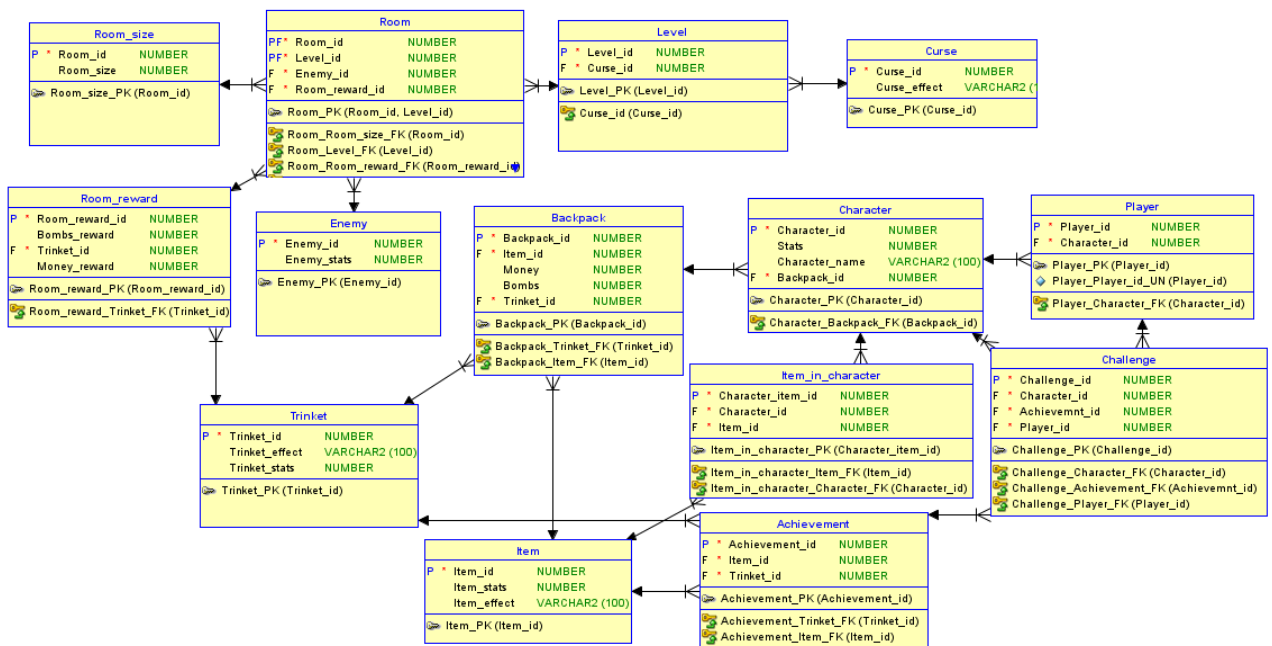 Room_size
P * Room_id NUMBER
Room_size NUMBER
Room_size_PK (Room_id)
Room
PF* Room_id NUMBER
PF* Level_id NUMBER
F * Enemy_id NUMBER
F * Room_reward_id NUMBER
Room_PK (Room_id, Level_id)
Room_Room_size_FK (Room_id)
Room_Level_FK (Level_id)
Room_Room_reward_FK (Room_reward_id)
Level
P * Level_id NUMBER
F * Curse_id NUMBER
Level_PK (Level_id)
Curse_id (Curse_id)
Curse
P * Curse_id NUMBER
Curse_effect VARCHAR2 (1
Curse_PK (Curse_id)
Room_reward
P * Room_reward_id NUMBER
Bombs_reward NUMBER
F * Trinket_id NUMBER
Money_reward NUMBER
Room_reward_PK (Room_reward_id)
Room_reward_Trinket_FK (Trinket_id)
Enemy
P * Enemy_id NUMBER
Enemy_stats NUMBER
Enemy_PK (Enemy_id)
Backpack
P * Backpack_id NUMBER
F * Item_id NUMBER
Money NUMBER
Bombs NUMBER
F * Trinket_id NUMBER
Backpack_PK (Backpack_id)
Backpack_Trinket_FK (Trinket_id)
Backpack_Item_FK (Item_id)
Character
P * Character_id NUMBER
Stats NUMBER
Character_name VARCHAR2 (100)
F * Backpack_id NUMBER
Character_PK (Character_id)
Character_Backpack_FK (Backpack_id)
Player
P * Player_id NUMBER
F * Character_id NUMBER
Player_PK (Player_id)
Player_Player_id_UN (Player_id)
Player_Character_FK (Character_id)
Trinket
P * Trinket_id NUMBER
Trinket_effect VARCHAR2 (100)
Trinket_stats NUMBER
Trinket_PK (Trinket_id)
Item_in_character
P * Character_item_id NUMBER
F * Character_id NUMBER
F * Item_id NUMBER
Item_in_character_PK (Character_item_id)
Item_in_character_Item_FK (Item_id)
Item_in_character_Character_FK (Character_id)
Challenge
P * Challenge_id NUMBER
F * Character_id NUMBER
F * Achievemnt_id NUMBER
F * Player_id NUMBER
Challenge_PK (Challenge_id)
Challenge_Character_FK (Character_id)
Challenge_Achievement_FK (Achievemnt_id)
Challenge_Player_FK (Player_id)
Item
P * Item_id NUMBER
Item_stats NUMBER
Item_effect VARCHAR2 (100)
Item_PK (Item_id)
Achievement
P * Achievement_id NUMBER
F * Item_id NUMBER
F * Trinket_id NUMBER
Achievement_PK (Achievement_id)
Achievement_Trinket_FK (Trinket_id)
Achievement_Item_FK (Item_id)